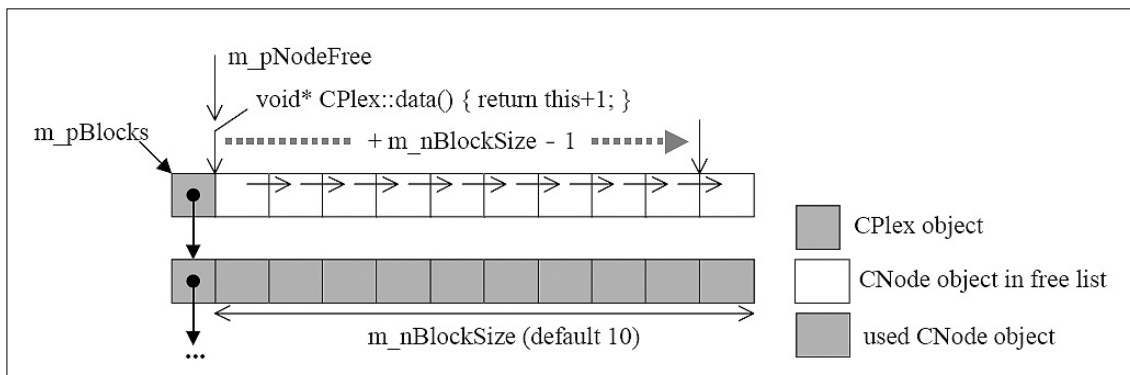 m_pNodeFree
void* CPlex::data() { return this+1; }
m_pBlocks
+ m_nBlockSize - 1
CPlex object
CNode object in free list
m_nBlockSize (default 10)
used CNode object
...